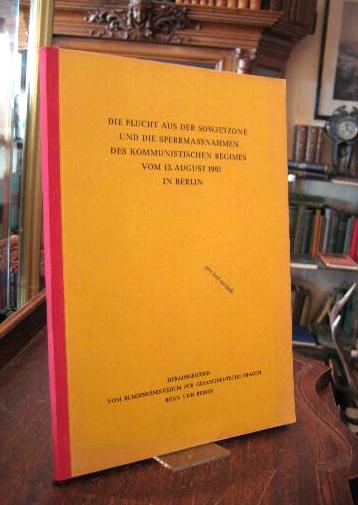 DIE FLUCHT AUS DER SOWJETZONE
UND DIE SPERRMASSNAHMEN
DES KOMMUNISTISCHEN REGIMES
VOM 13. AUGUST 1961
IN BERLIN
HERAUSGEGEBEN
VOM BUNDESMINISTERIUM FÜR GESAMTDEUTSCHE FRAGEN
BONN UND BERLIN